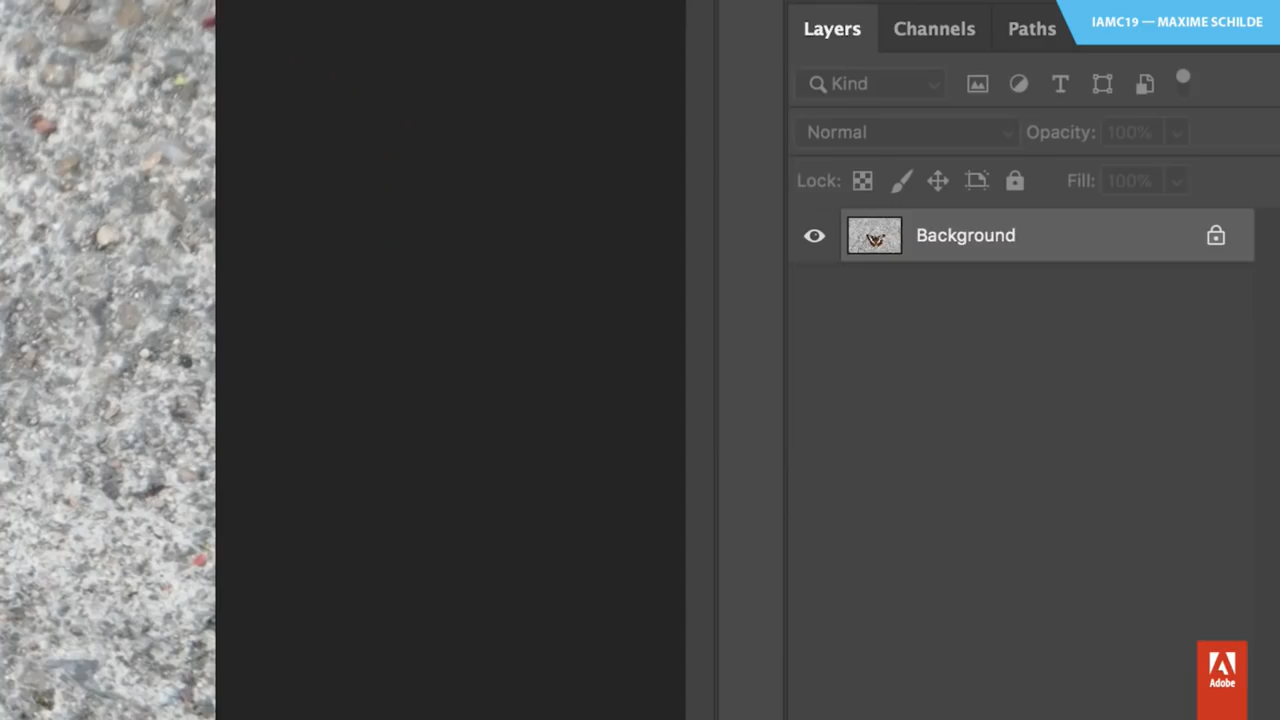 Layers Channels Paths
IAMC19 — MAXIME SCHILDE
Kind
Normal Opacity: 100%
Lock: Fill: 100%
Background
Adobe